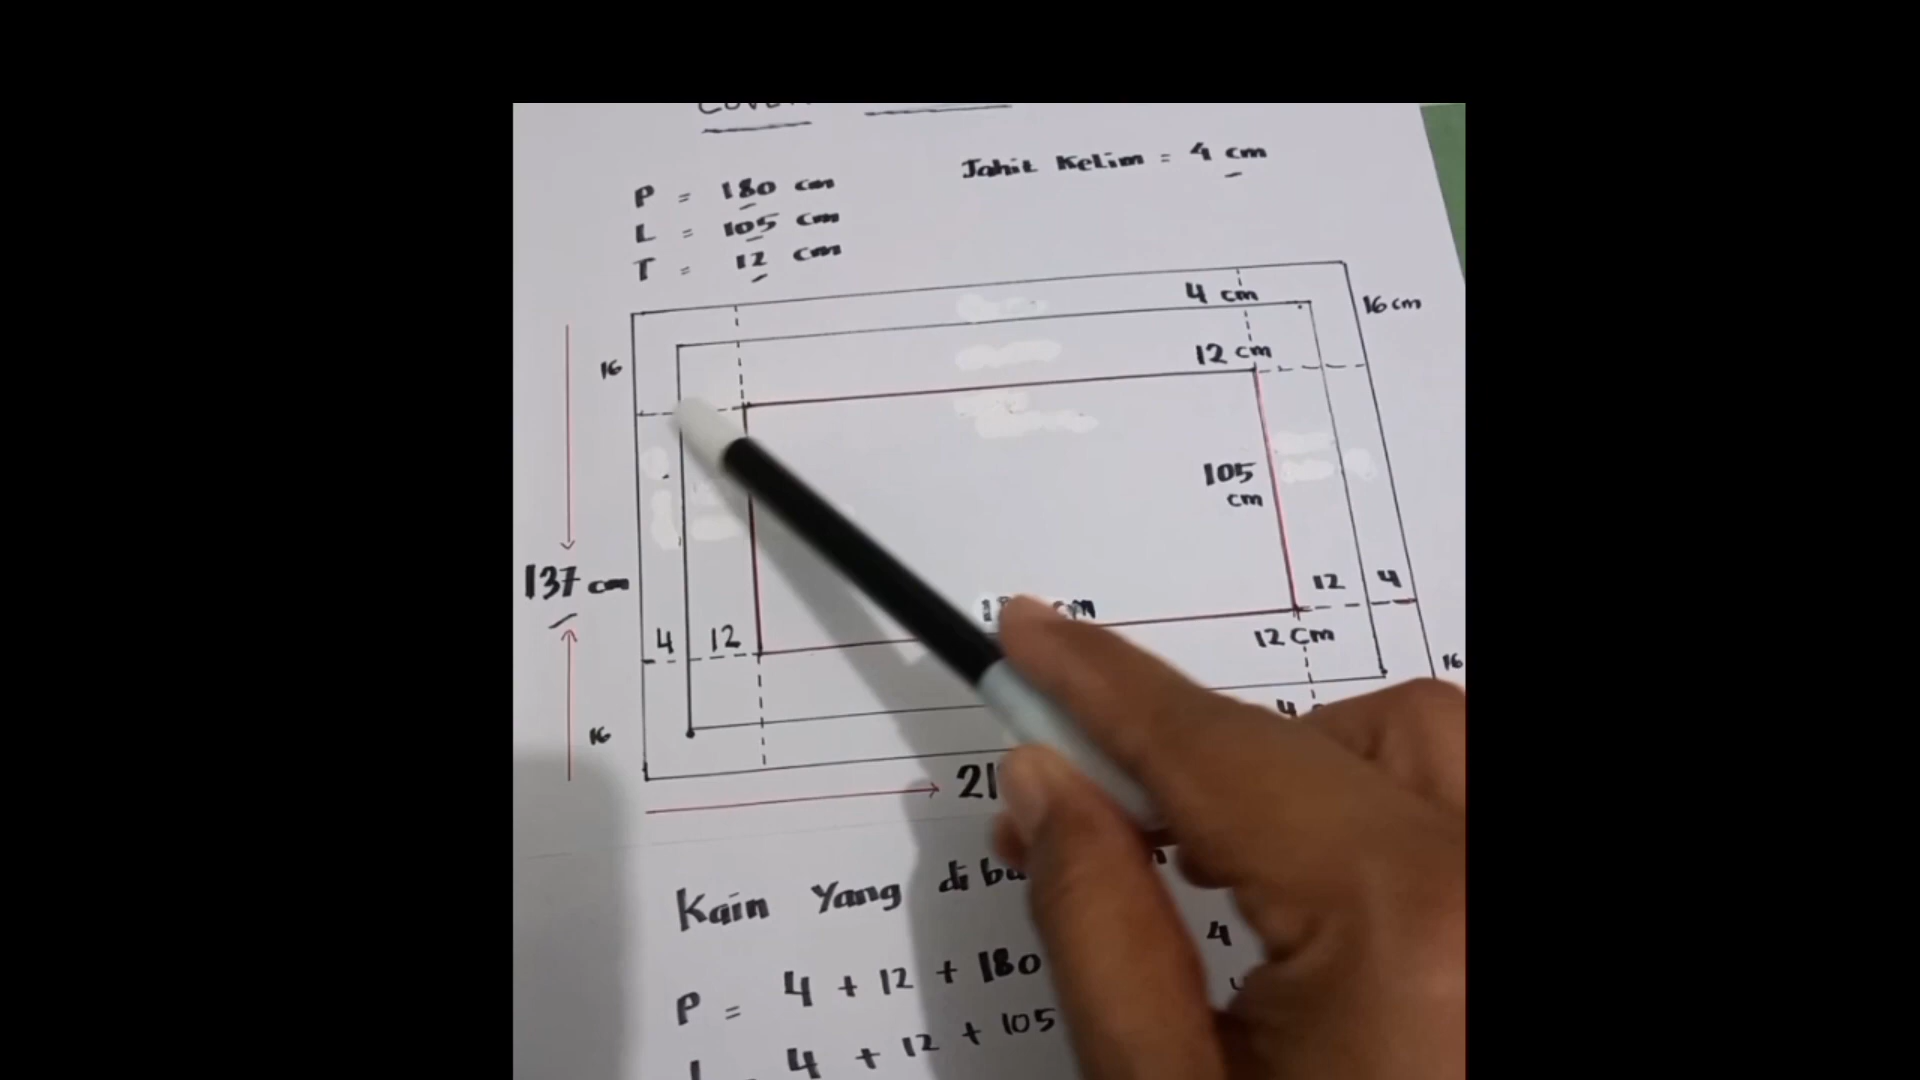 P = 180 cm
Jahit Kelim = 4 cm
L = 105 cm
T = 12 cm
4 cm
16 cm
16
12 cm
105
cm
137 cm
12 4
cm
4 12
12 cm
16
16
4
Kain Yang di
P = 4 + 12 + 180
4
4 + 12 + 105